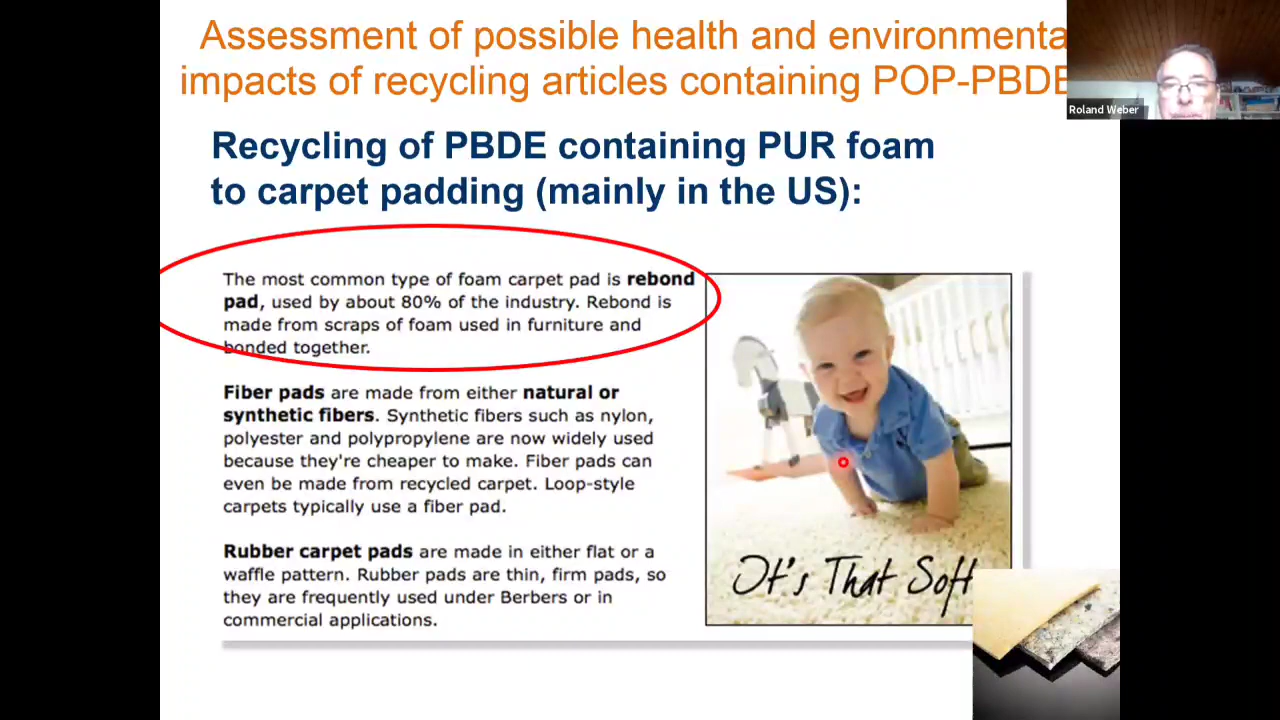 Assessment of possible health and environmenta
impacts of recycling articles containing POP-PBDE
Roland Weber
Recycling of PBDE containing PUR foam
to carpet padding (mainly in the US):
The most common type of foam carpet pad is rebond
pad, used by about 80% of the industry. Rebond is
made from scraps of foam used in furniture and
bonded together.
Fiber pads are made from either natural or
synthetic fibers. Synthetic fibers such as nylon,
polyester and polypropylene are now widely used
because they're cheaper to make. Fiber pads can
even be made from recycled carpet. Loop-style
carpets typically use a fiber pad.
Rubber carpet pads are made in either flat or a
waffle pattern. Rubber pads are thin, firm pads, so
they are frequently used under Berbers or in
commercial applications.
It's That Soft